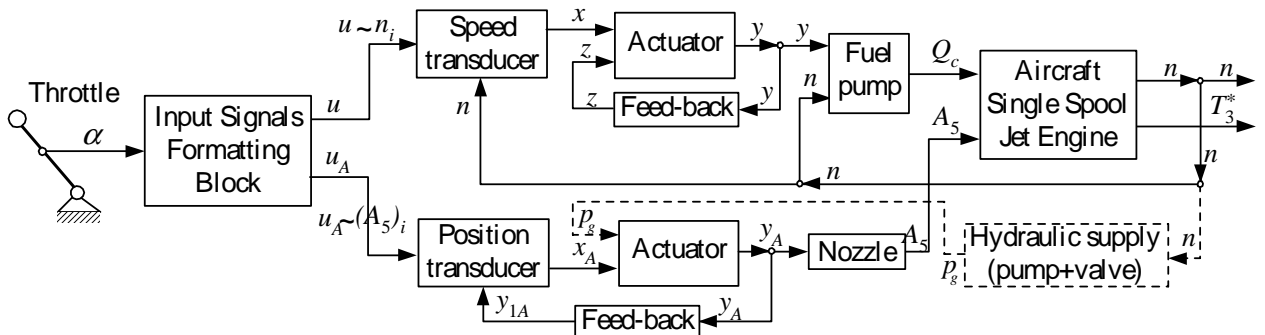 Throttle
α
Input Signals
Formatting
Block
u
u_A
u~n_i
u_A~(A_5)_i
Speed
transducer
n
x
z
z
Actuator
y
y
y
Feed-back
n
Fuel
pump
Q_c
A_5
Aircraft
Single Spool
Jet Engine
n
n
T_3^*
n
n
Position
transducer
x_A
y_{1A}
p_g
Actuator
y_A
y_A
Feed-back
Nozzle
A_5
p_g
Hydraulic supply
(pump+valve)
n